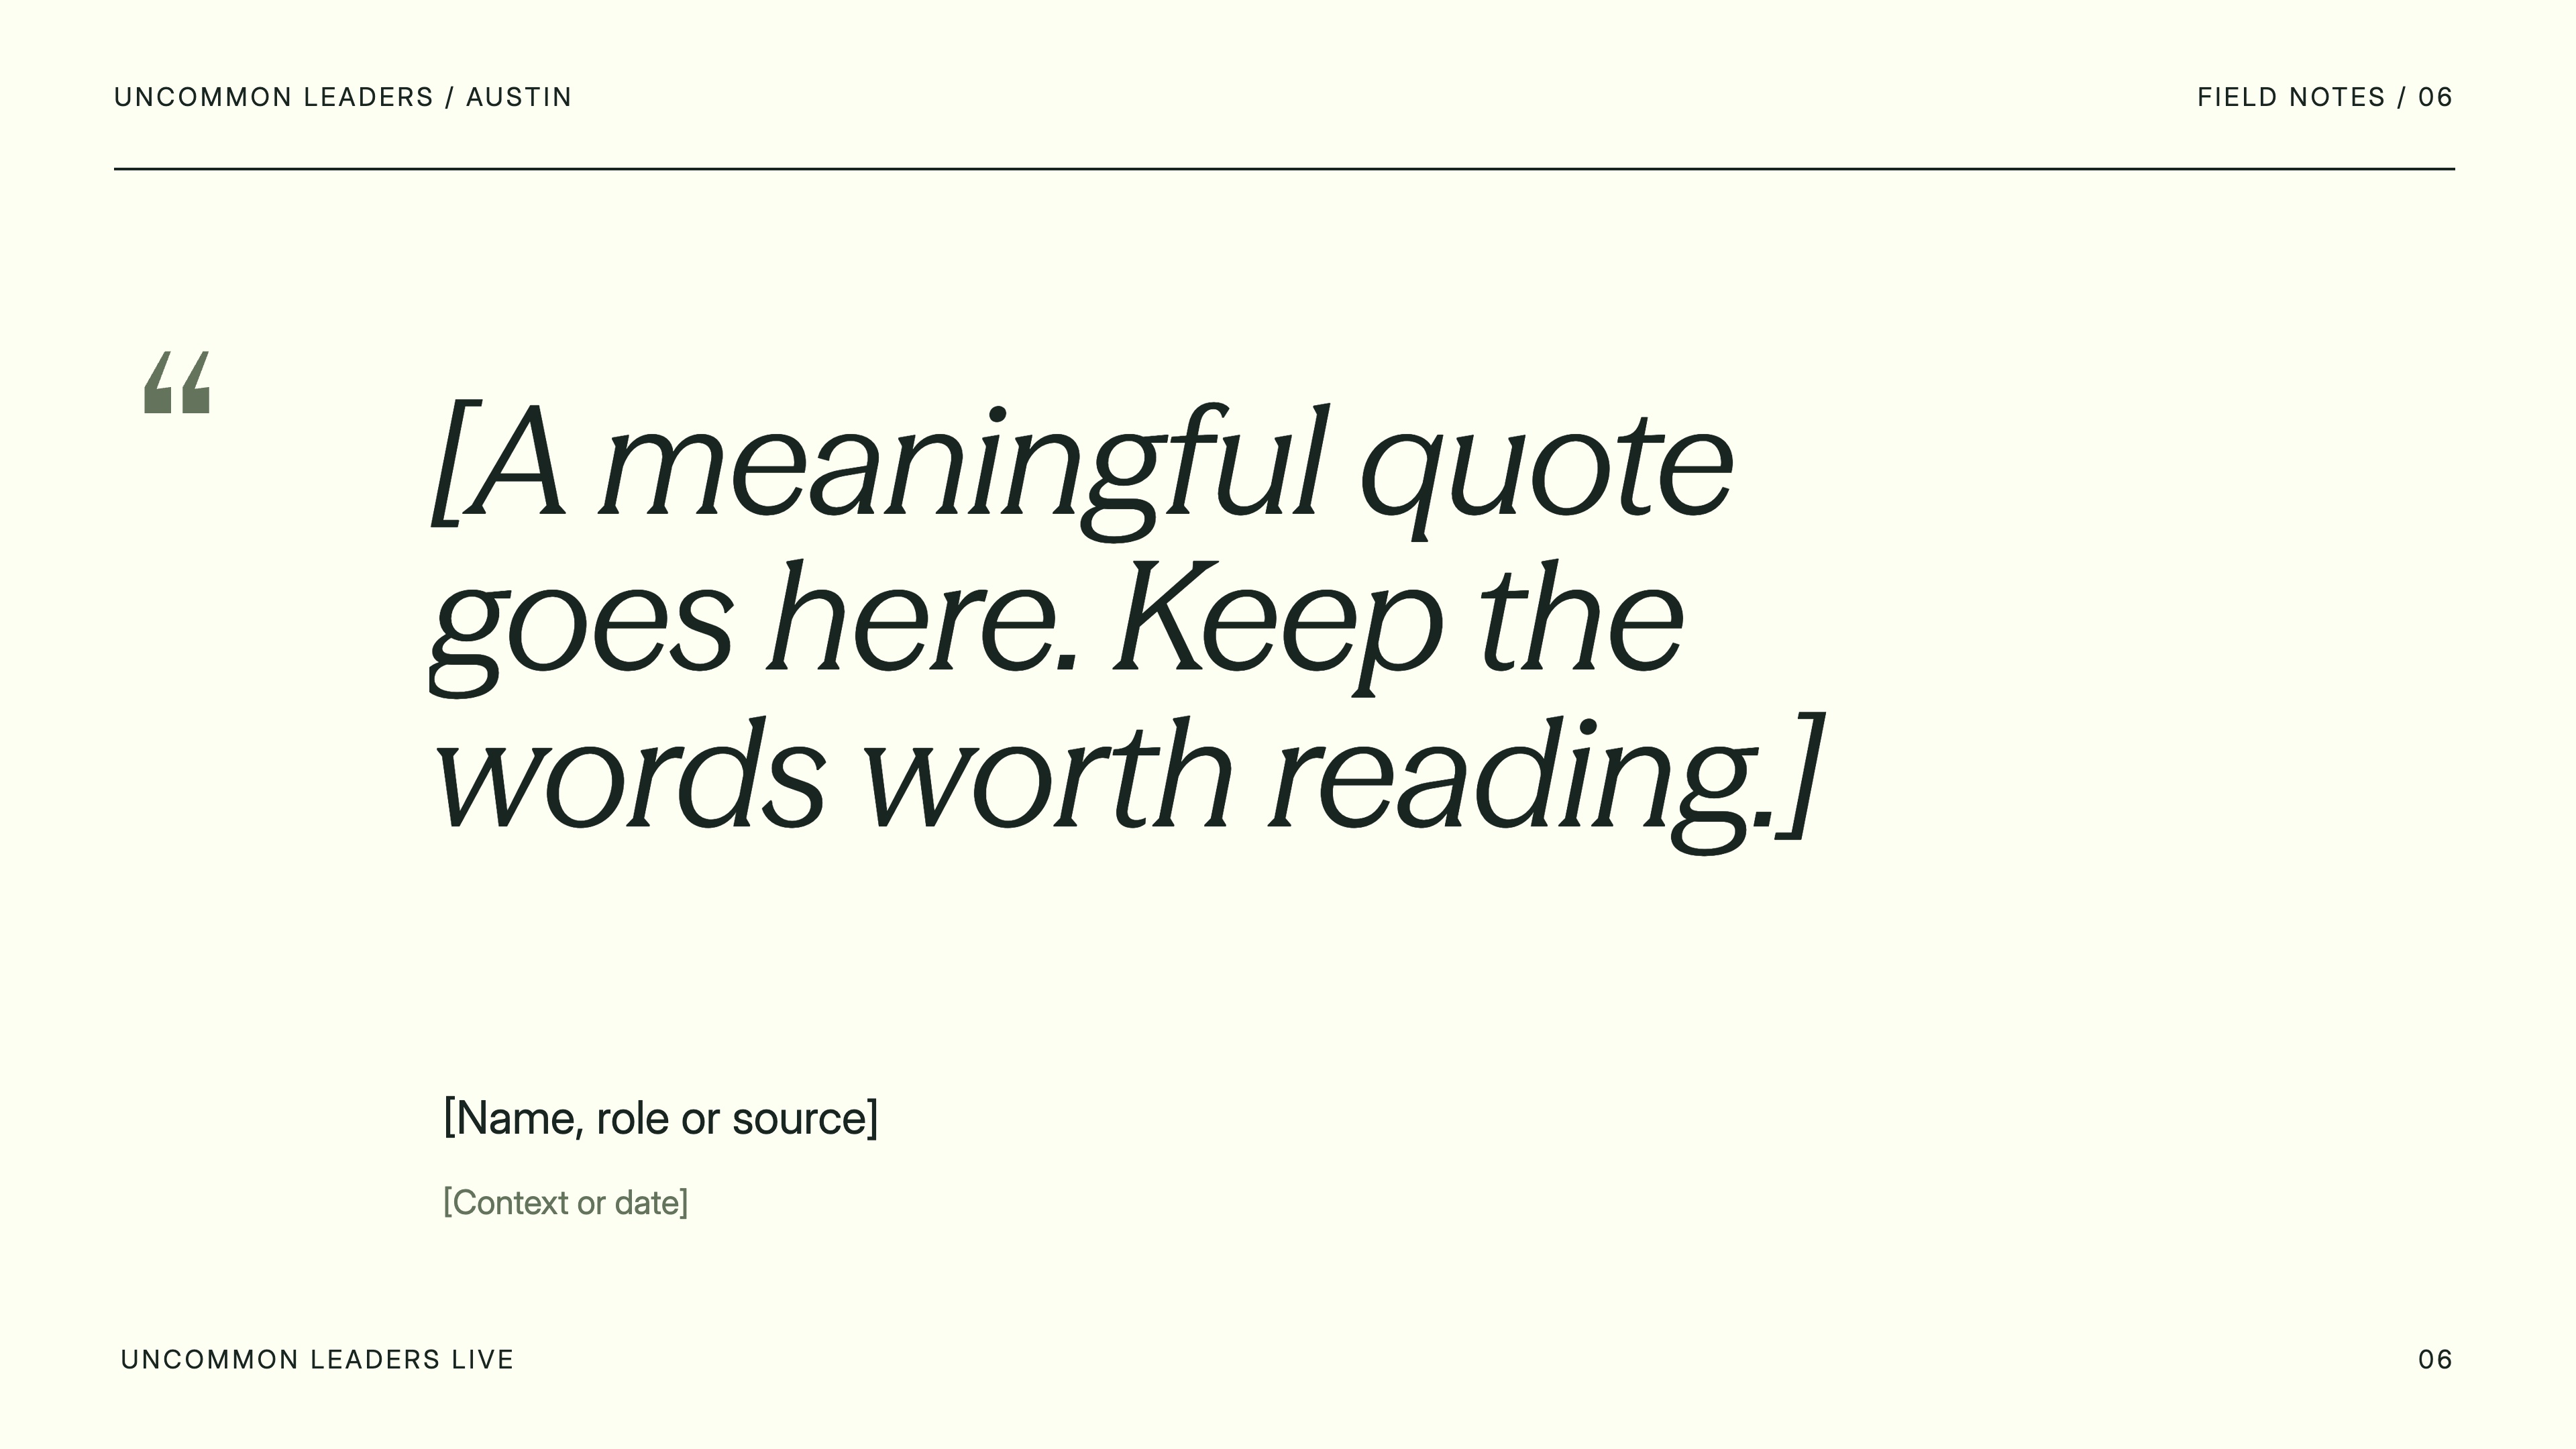 UNCOMMON LEADERS / AUSTIN
FIELD NOTES / 06
“
[A meaningful quote
goes here. Keep the
words worth reading.]
[Name, role or source]
[Context or date]
UNCOMMON LEADERS LIVE
06